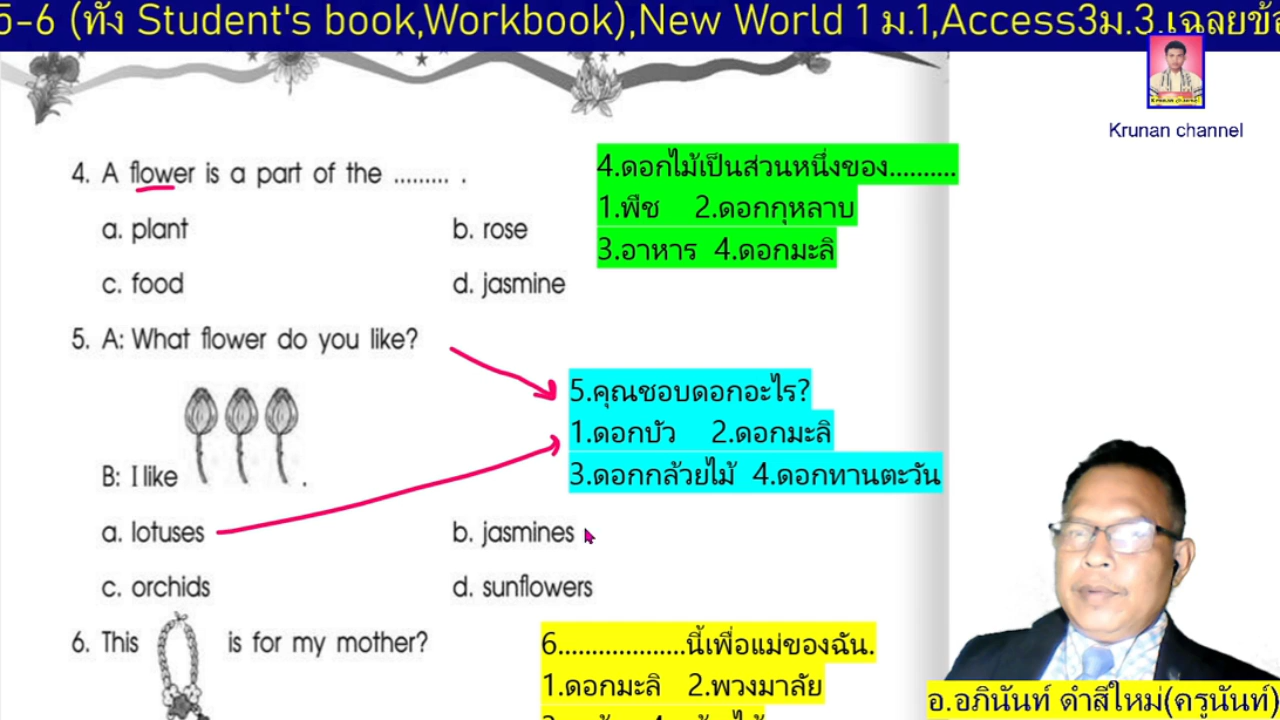 5-6 (ทั้ง Student's book,Workbook),New World 1 ม.1,Access3ม.3.เฉลยข้อ
Krunan channel
4. A flower is a part of the ......... .
a. plant
b. rose
c. food
d. jasmine
4.ดอกไม้เป็นส่วนหนึ่งของ..........
1.พืช 2.ดอกกุหลาบ
3.อาหาร 4.ดอกมะลิ
5. A: What flower do you like?
B: I like .
a. lotuses
b. jasmines
c. orchids
d. sunflowers
5.คุณชอบดอกอะไร?
1.ดอกบัว 2.ดอกมะลิ
3.ดอกกล้วยไม้ 4.ดอกทานตะวัน
6. This is for my mother?
6...................นี้เพื่อแม่ของฉัน.
1.ดอกมะลิ 2.พวงมาลัย
อ.อภินันท์ ดำสีใหม่(ครูนันท์)